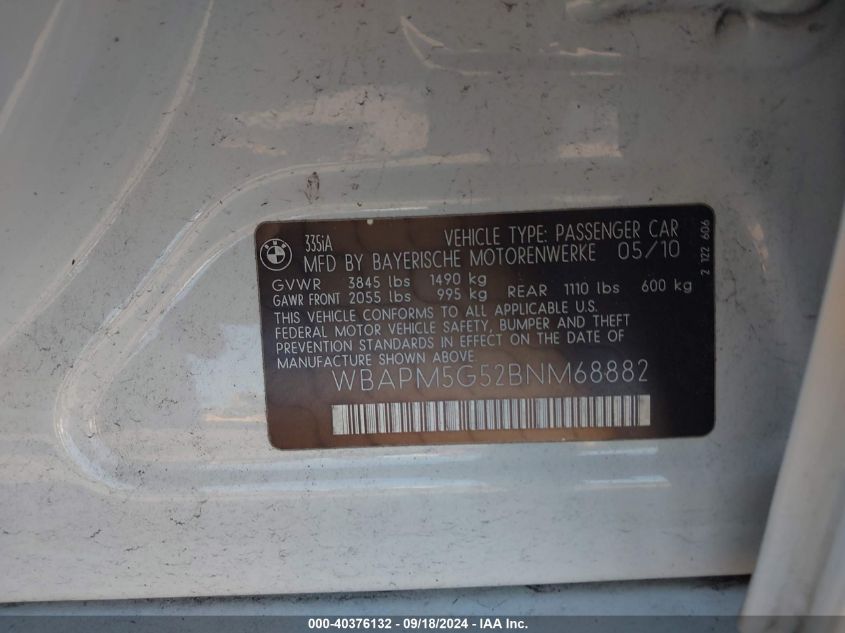 BMW
335iA VEHICLE TYPE: PASSENGER CAR
MFD BY BAYERISCHE MOTORENWERKE 05/10
GVWR 3845 lbs 1490 kg
GAWR FRONT 2055 lbs 995 kg REAR 1110 lbs 600 kg
THIS VEHICLE CONFORMS TO ALL APPLICABLE U.S.
FEDERAL MOTOR VEHICLE SAFETY, BUMPER AND THEFT
PREVENTION STANDARDS IN EFFECT ON THE DATE OF
MANUFACTURE SHOWN ABOVE.
WBAPM5G52BNM68882
2 122 606
000-40376132 - 09/18/2024 - IAAI.COM